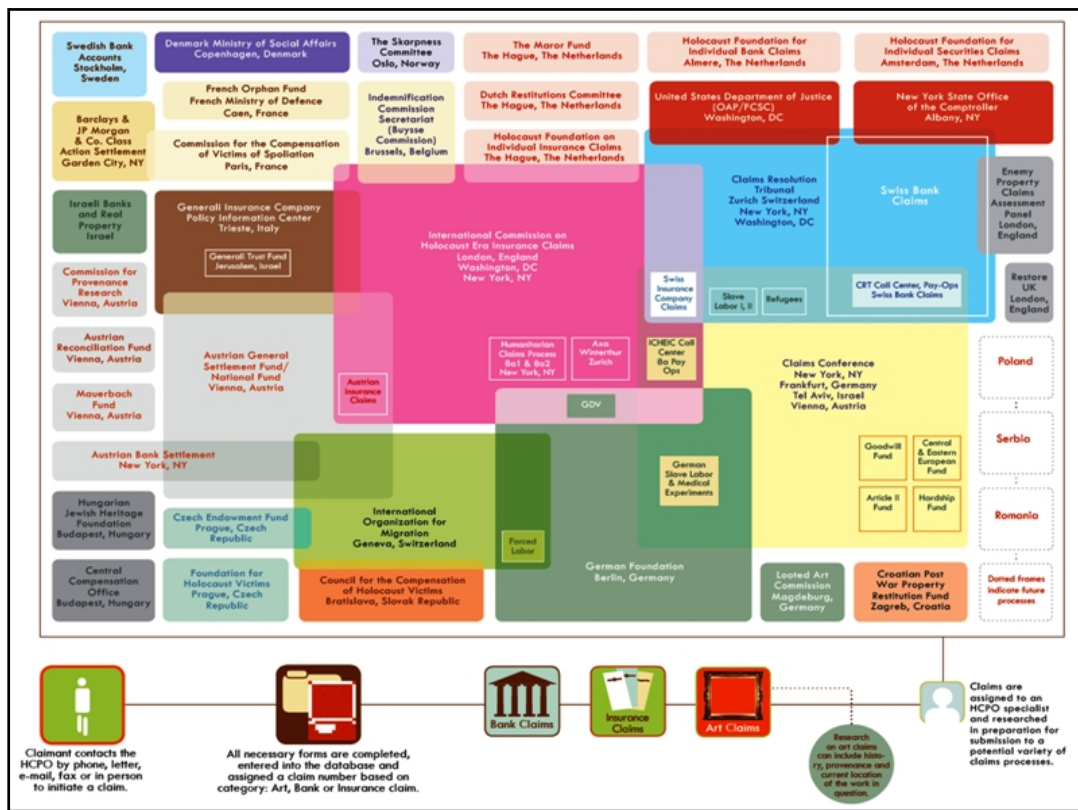 Swedish Bank
Accounts
Stockholm,
Sweden
Denmark Ministry of Social Affairs
Copenhagen, Denmark
The Skarpness
Committee
Oslo, Norway
The Maror Fund
The Hague, The Netherlands
Holocaust Foundation for
Individual Bank Claims
Almere, The Netherlands
Holocaust Foundation for
Individual Securities Claims
Amsterdam, The Netherlands
Barclays &
JP Morgan
& Co. Class
Action Settlement
Garden City, NY
French Orphan Fund
French Ministry of Defence
Caen, France
Commission for the Compensation
of Victims of Spoliation
Paris, France
Indemnification
Commission
Secretariat
(Buysse
Commission)
Brussels, Belgium
Dutch Restitutions Committee
The Hague, The Netherlands
Holocaust Foundation on
Individual Insurance Claims
The Hague, The Netherlands
United States Department of Justice
(OAP/FCSC)
Washington, DC
New York State Office
of the Comptroller
Albany, NY
Israeli Banks
and Real
Property
Israel
Generali Insurance Company
Policy Information Center
Trieste, Italy
Generali Trust Fund
Jerusalem, Israel
International Commission on
Holocaust Era Insurance Claims
London, England
Washington, DC
New York, NY
Claims Resolution
Tribunal
Zurich Switzerland
New York, NY
Washington, DC
Swiss Bank
Claims
Enemy
Property
Claims
Assessment
Panel
London,
England
Commission for
Provenance
Research
Vienna, Austria
Swiss
Insurance
Company
Claims
Slave
Labor I, II
Refugees
CRT Call Center, Pay-Ops
Swiss Bank Claims
Restore
UK
London,
England
Austrian
Reconciliation Fund
Vienna, Austria
Austrian General
Settlement Fund/
National Fund
Vienna, Austria
Austrian
Insurance
Claims
Humanitarian
Claims Process
8a1 & 8a2
New York, NY
Axa
Winterthur
Zurich
ICHEIC Call
Center
8a Pay
Ops
Claims Conference
New York, NY
Frankfurt, Germany
Tel Aviv, Israel
Vienna, Austria
Poland
Mauerbach
Fund
Vienna, Austria
GDV
Serbia
Austrian Bank Settlement
New York, NY
German
Slave Labor
& Medical
Experiments
Goodwill
Fund
Central
& Eastern
European
Fund
Article II
Fund
Hardship
Fund
Hungarian
Jewish Heritage
Foundation
Budapest, Hungary
Czech Endowment Fund
Prague, Czech
Republic
International
Organization for
Migration
Geneva, Switzerland
Forced
Labor
Romania
Central
Compensation
Office
Budapest, Hungary
Foundation for
Holocaust Victims
Prague, Czech
Republic
Council for the Compensation
of Holocaust Victims
Bratislava, Slovak Republic
German Foundation
Berlin, Germany
Looted Art
Commission
Magdeburg,
Germany
Croatian Post
War Property
Restitution Fund
Zagreb, Croatia
Dotted frames
indicate future
processes
Claimant contacts the
HCPO by phone, letter,
e-mail, fax or in person
to initiate a claim.
All necessary forms are completed,
entered into the database and
assigned a claim number based on
category: Art, Bank or Insurance claim.
Bank Claims
Insurance
Claims
Art Claims
Research
on art claims
can include histo-
ry, provenance and
current location
of the work in
question.
Claims are
assigned to an
HCPO specialist
and researched
in preparation for
submission to a
potential variety of
claims processes.